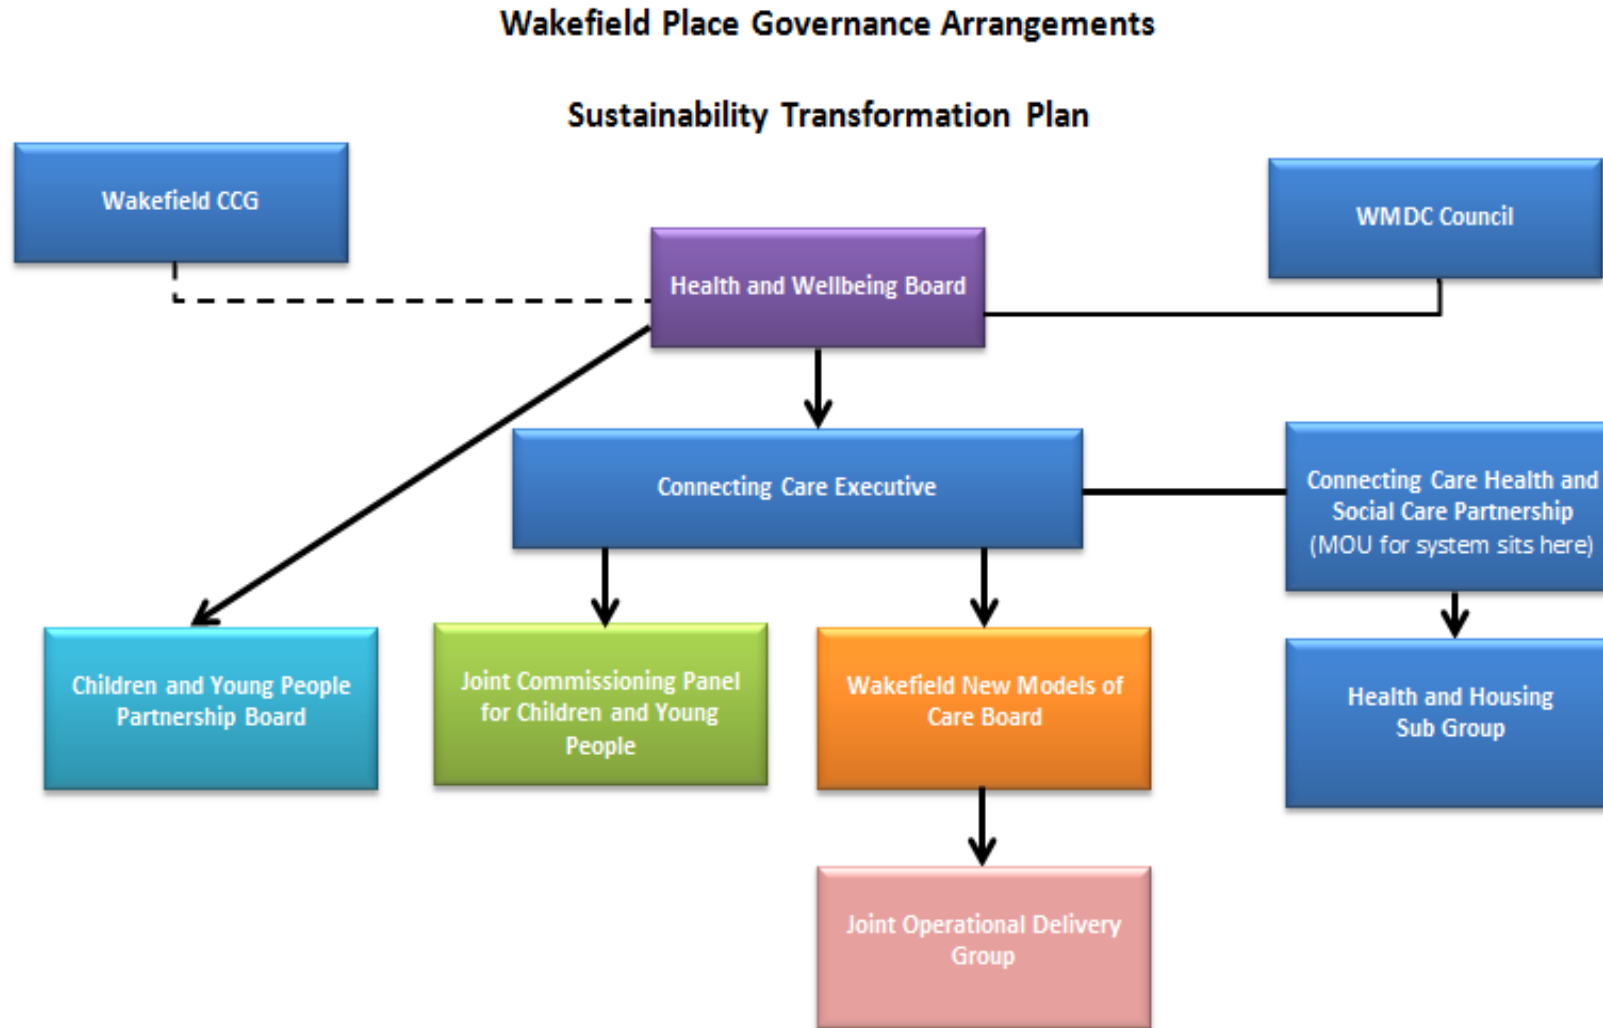 Wakefield Place Governance Arrangements
Sustainability Transformation Plan
Wakefield CCG
WMDC Council
Health and Wellbeing Board
Connecting Care Executive
Connecting Care Health and
Social Care Partnership
(MOU for system sits here)
Children and Young People
Partnership Board
Joint Commissioning Panel
for Children and Young
People
Wakefield New Models of
Care Board
Health and Housing
Sub Group
Joint Operational Delivery
Group